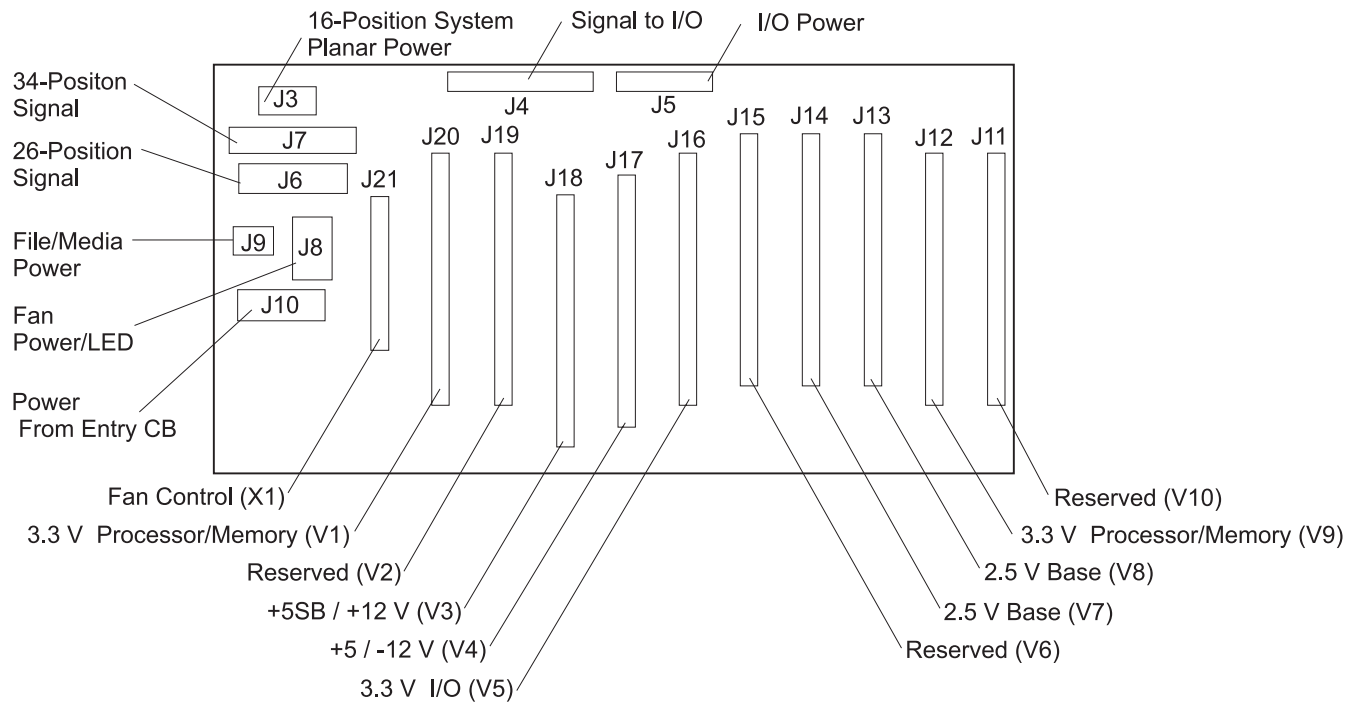 16-Position System
Planar Power
Signal to I/O
I/O Power
34-Positon
Signal
26-Position
Signal
File/Media
Power
Fan
Power/LED
Power
From Entry CB
J3
J7
J6
J9
J8
J10
J4
J5
J21
J20
J19
J18
J17
J16
J15
J14
J13
J12
J11
Fan Control (X1)
3.3 V Processor/Memory (V1)
Reserved (V2)
+5SB / +12 V (V3)
+5 / -12 V (V4)
3.3 V I/O (V5)
Reserved (V10)
3.3 V Processor/Memory (V9)
2.5 V Base (V8)
2.5 V Base (V7)
Reserved (V6)